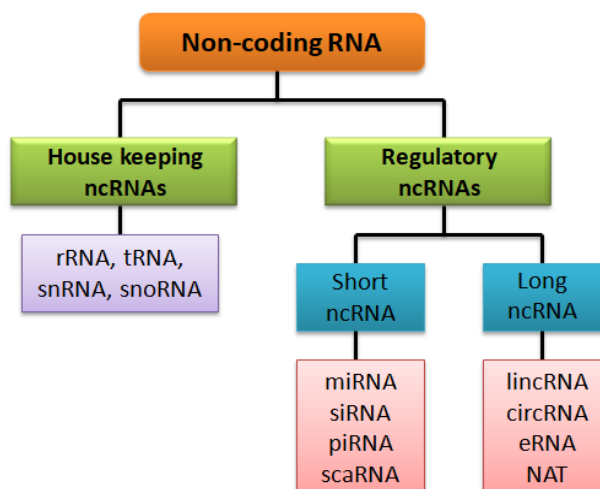 Non-coding RNA
House keeping
ncRNAs
Regulatory
ncRNAs
rRNA, tRNA,
snRNA, snoRNA
Short
ncRNA
Long
ncRNA
miRNA
siRNA
piRNA
scaRNA
lincRNA
circRNA
eRNA
NAT